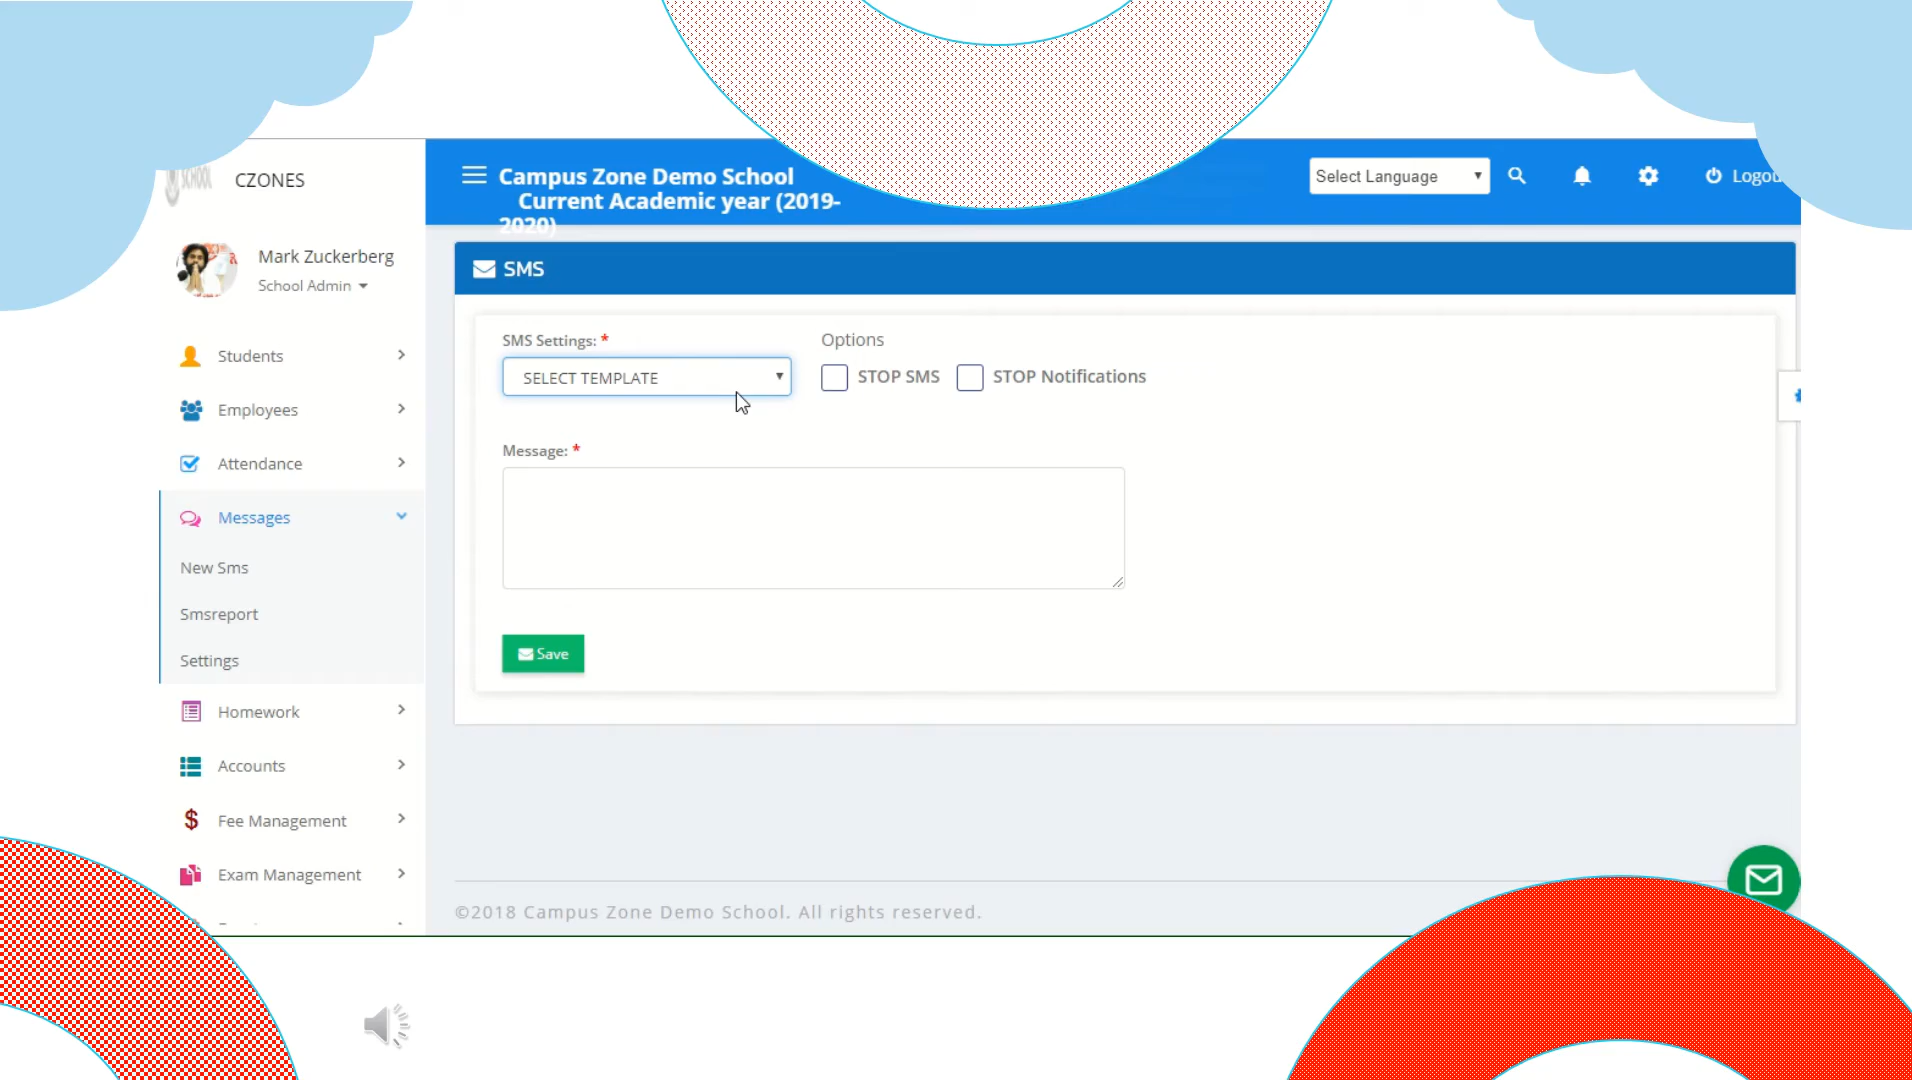 SCHOOL
CZONES
Campus Zone Demo School
Current Academic year (2019-
2020)
Select Language
Logou
Mark Zuckerberg
School Admin
SMS
SMS Settings: *
Options
SELECT TEMPLATE
STOP SMS
STOP Notifications
Message: *
Save
Students
Employees
Attendance
Messages
New Sms
Smsreport
Settings
Homework
Accounts
$ Fee Management
Exam Management
©2018 Campus Zone Demo School. All rights reserved.